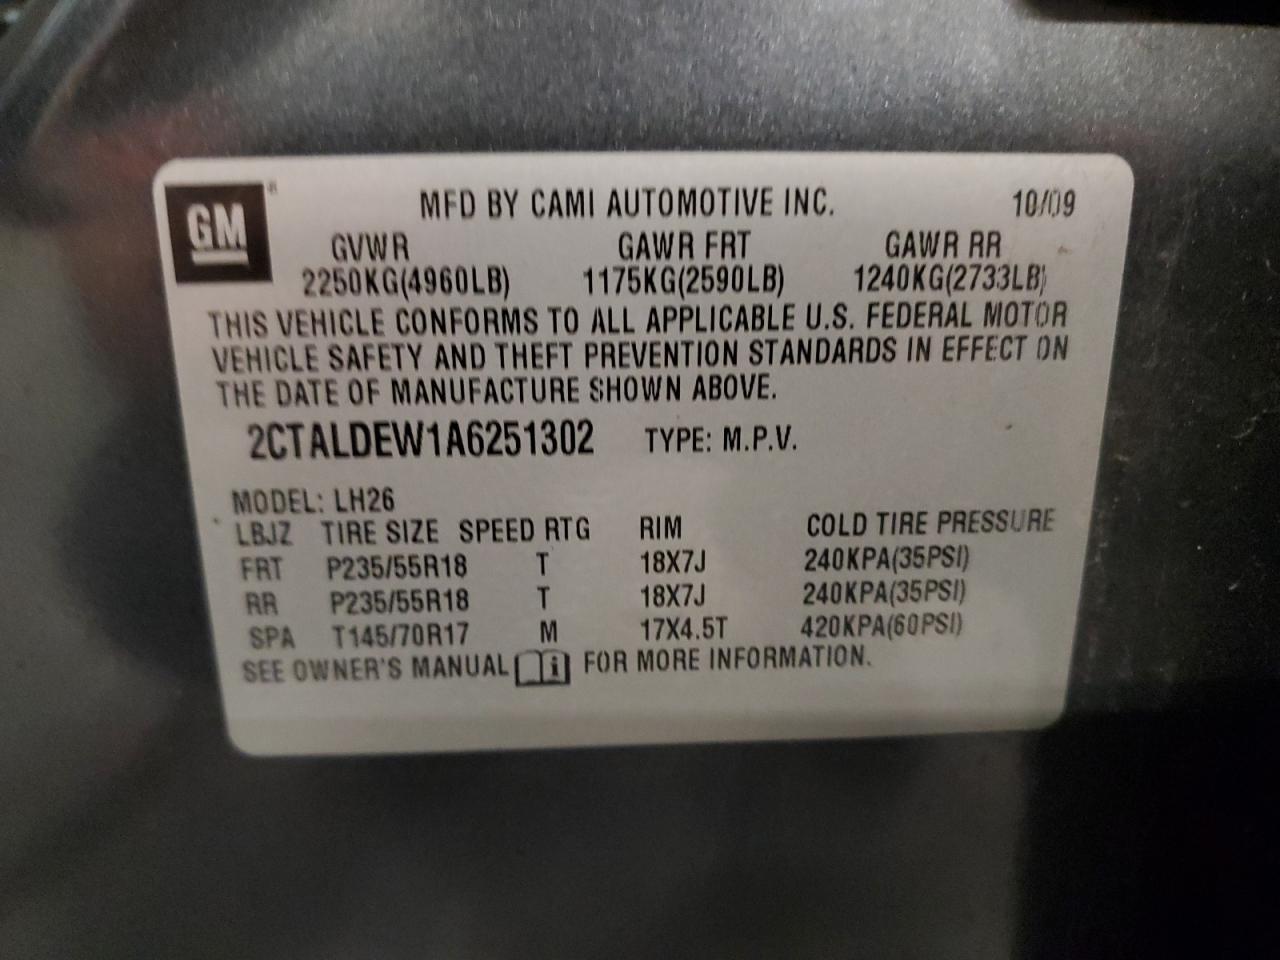 GM® MFD BY CAMI AUTOMOTIVE INC. 10/09
GVWR GAWR FRT GAWR RR
2250KG(4960LB) 1175KG(2590LB) 1240KG(2733LB)
THIS VEHICLE CONFORMS TO ALL APPLICABLE U.S. FEDERAL MOTOR
VEHICLE SAFETY AND THEFT PREVENTION STANDARDS IN EFFECT ON
THE DATE OF MANUFACTURE SHOWN ABOVE.
2CTALDEW1A6251302 TYPE: M.P.V.
MODEL: LH26
LBJZ TIRE SIZE SPEED RTG RIM COLD TIRE PRESSURE
FRT P235/55R18 T 18X7J 240KPA(35PSI)
RR P235/55R18 T 18X7J 240KPA(35PSI)
SPA T145/70R17 M 17X4.5T 420KPA(60PSI)
SEE OWNER'S MANUAL i FOR MORE INFORMATION.